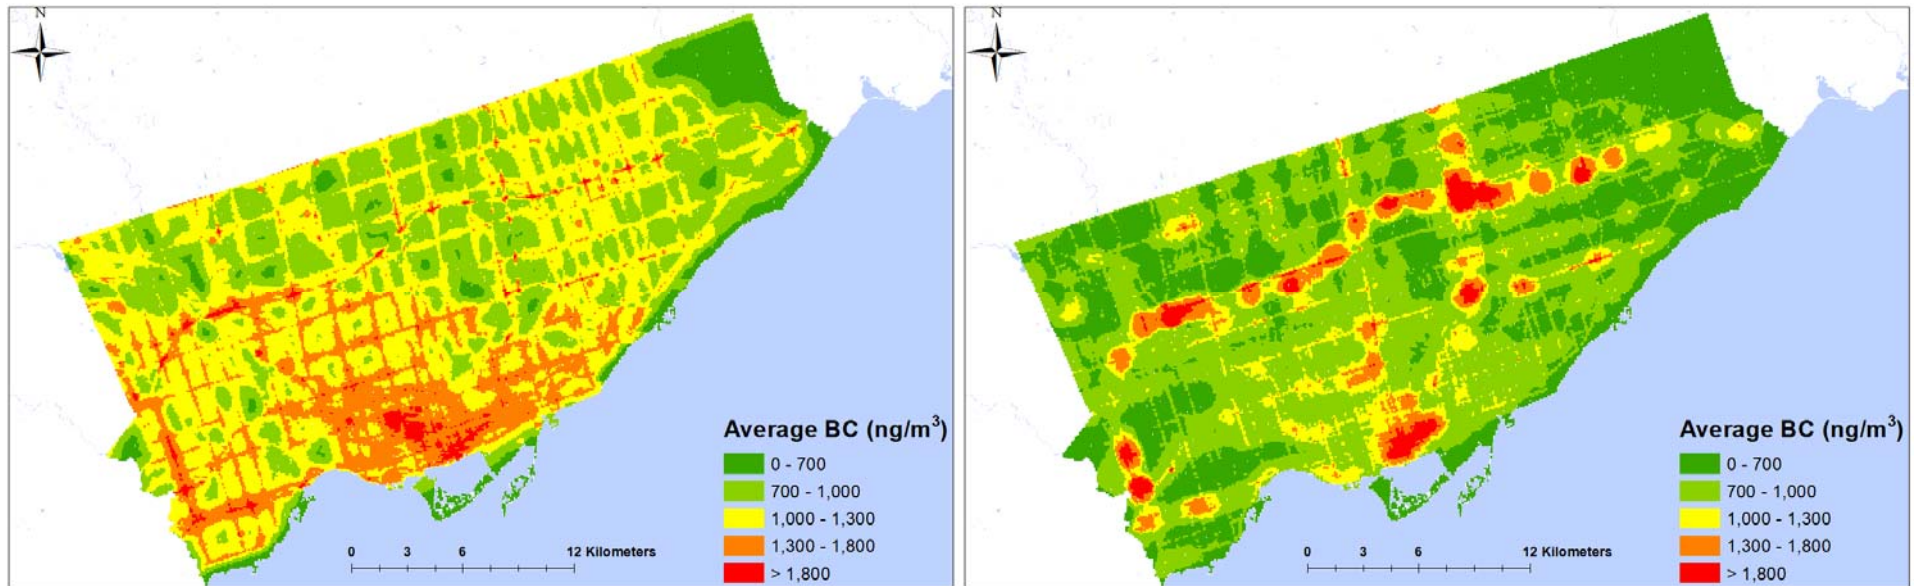 N
Average BC (ng/m³)
0 - 700
700 - 1,000
1,000 - 1,300
1,300 - 1,800
> 1,800
0 3 6 12 Kilometers
N
Average BC (ng/m³)
0 - 700
700 - 1,000
1,000 - 1,300
1,300 - 1,800
> 1,800
0 3 6 12 Kilometers